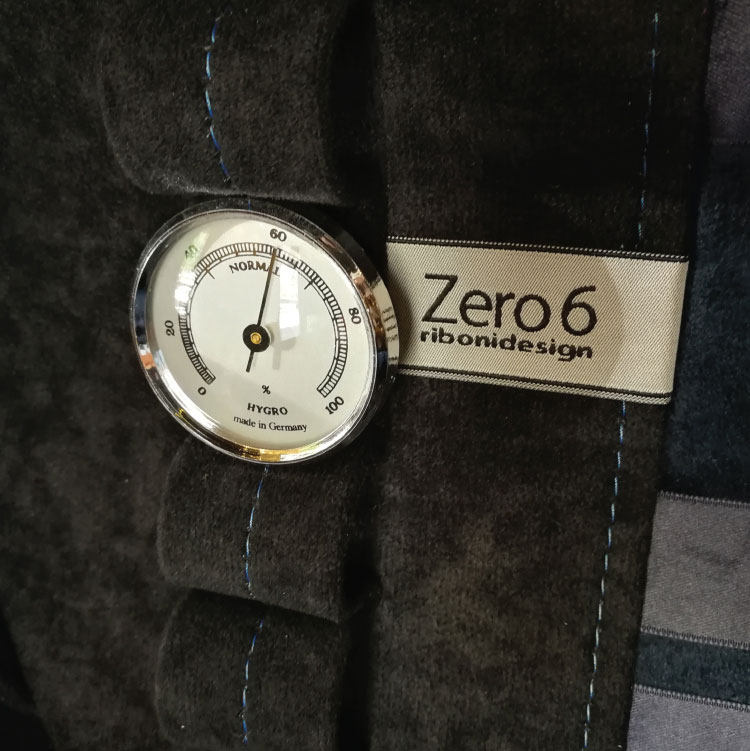 60
40
NORMAL
80
20
0
100
%
HYGRO
made in Germany
Zero 6
ribonidesign